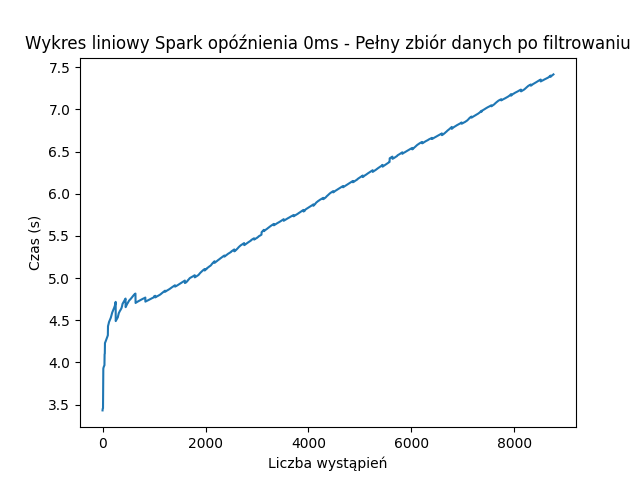 Wykres liniowy Spark opóźnienia 0ms - Pełny zbiór danych po filtrowaniu
7.5
7.0
6.5
6.0
5.5
5.0
4.5
4.0
3.5
Czas (s)
0 2000 4000 6000 8000
Liczba wystąpień